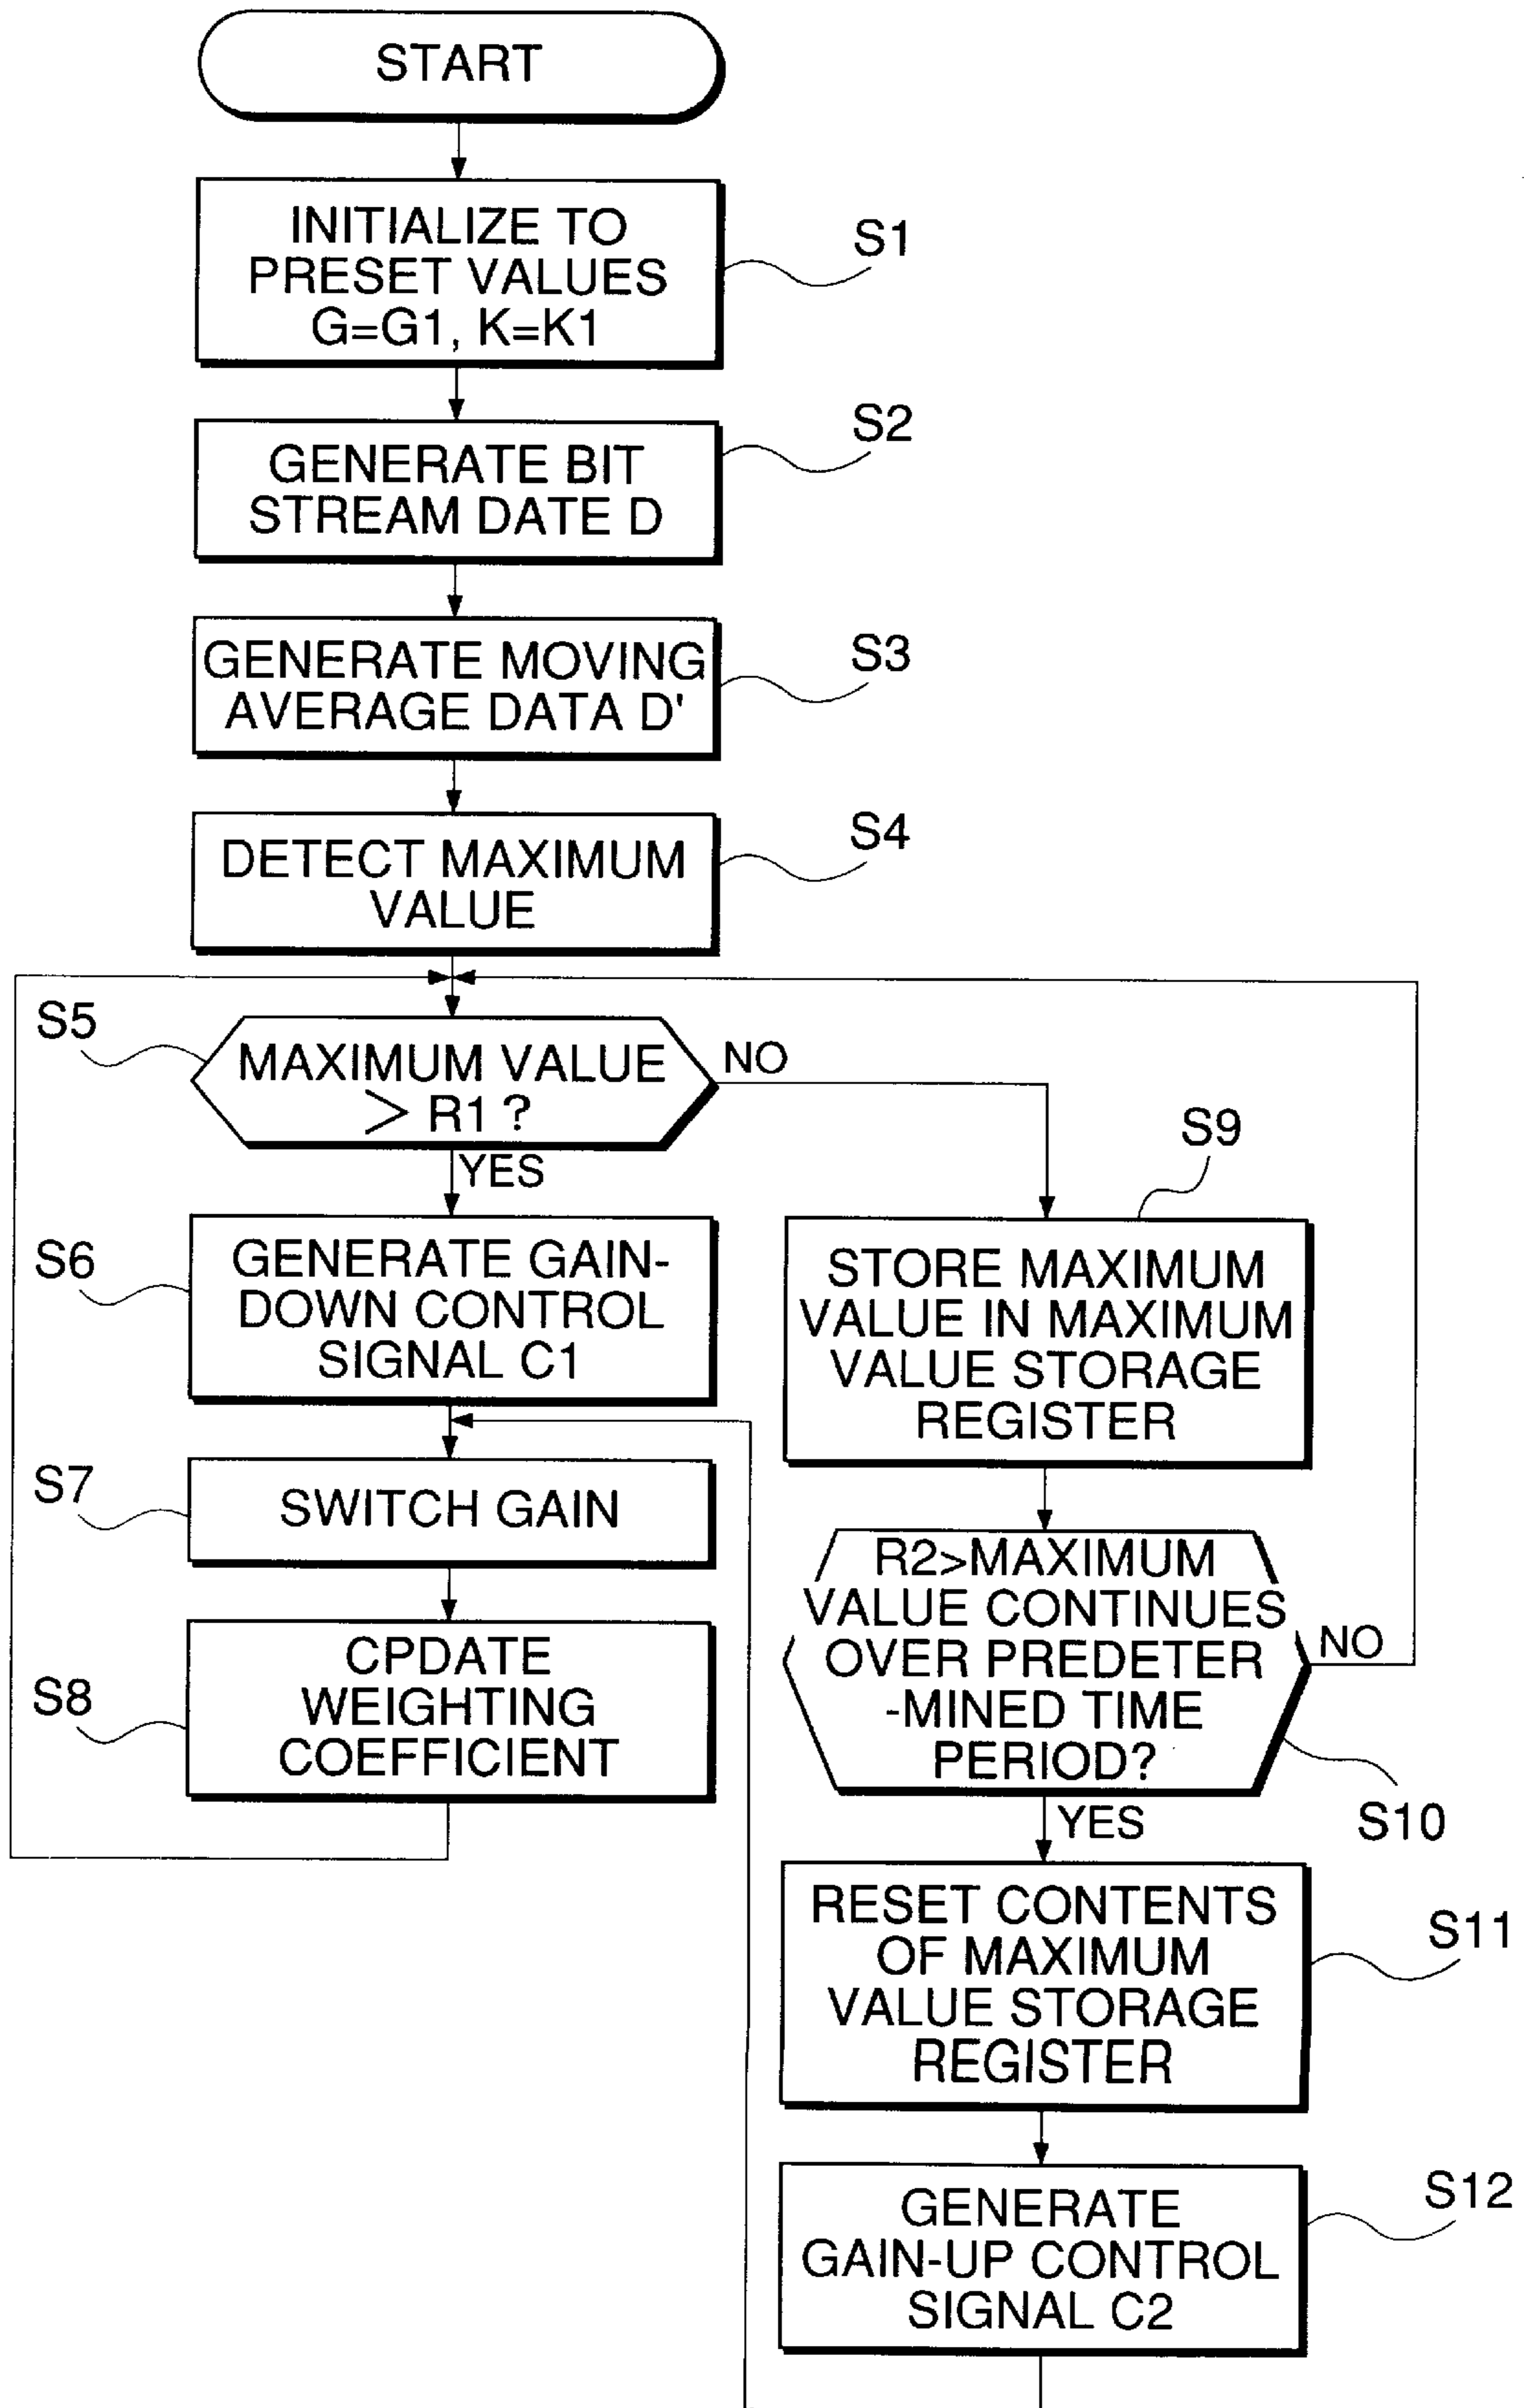 START
INITIALIZE TO
PRESET VALUES
G=G1, K=K1
S1
GENERATE BIT
STREAM DATE D
S2
GENERATE MOVING
AVERAGE DATA D'
S3
DETECT MAXIMUM
VALUE
S4
S5
MAXIMUM VALUE
> R1 ?
NO
YES
S6
GENERATE GAIN-
DOWN CONTROL
SIGNAL C1
S7
SWITCH GAIN
S8
CPDATE
WEIGHTING
COEFFICIENT
S9
STORE MAXIMUM
VALUE IN MAXIMUM
VALUE STORAGE
REGISTER
R2>MAXIMUM
VALUE CONTINUES
OVER PREDETER
-MINED TIME
PERIOD?
NO
S10
YES
RESET CONTENTS
OF MAXIMUM
VALUE STORAGE
REGISTER
S11
GENERATE
GAIN-UP CONTROL
SIGNAL C2
S12